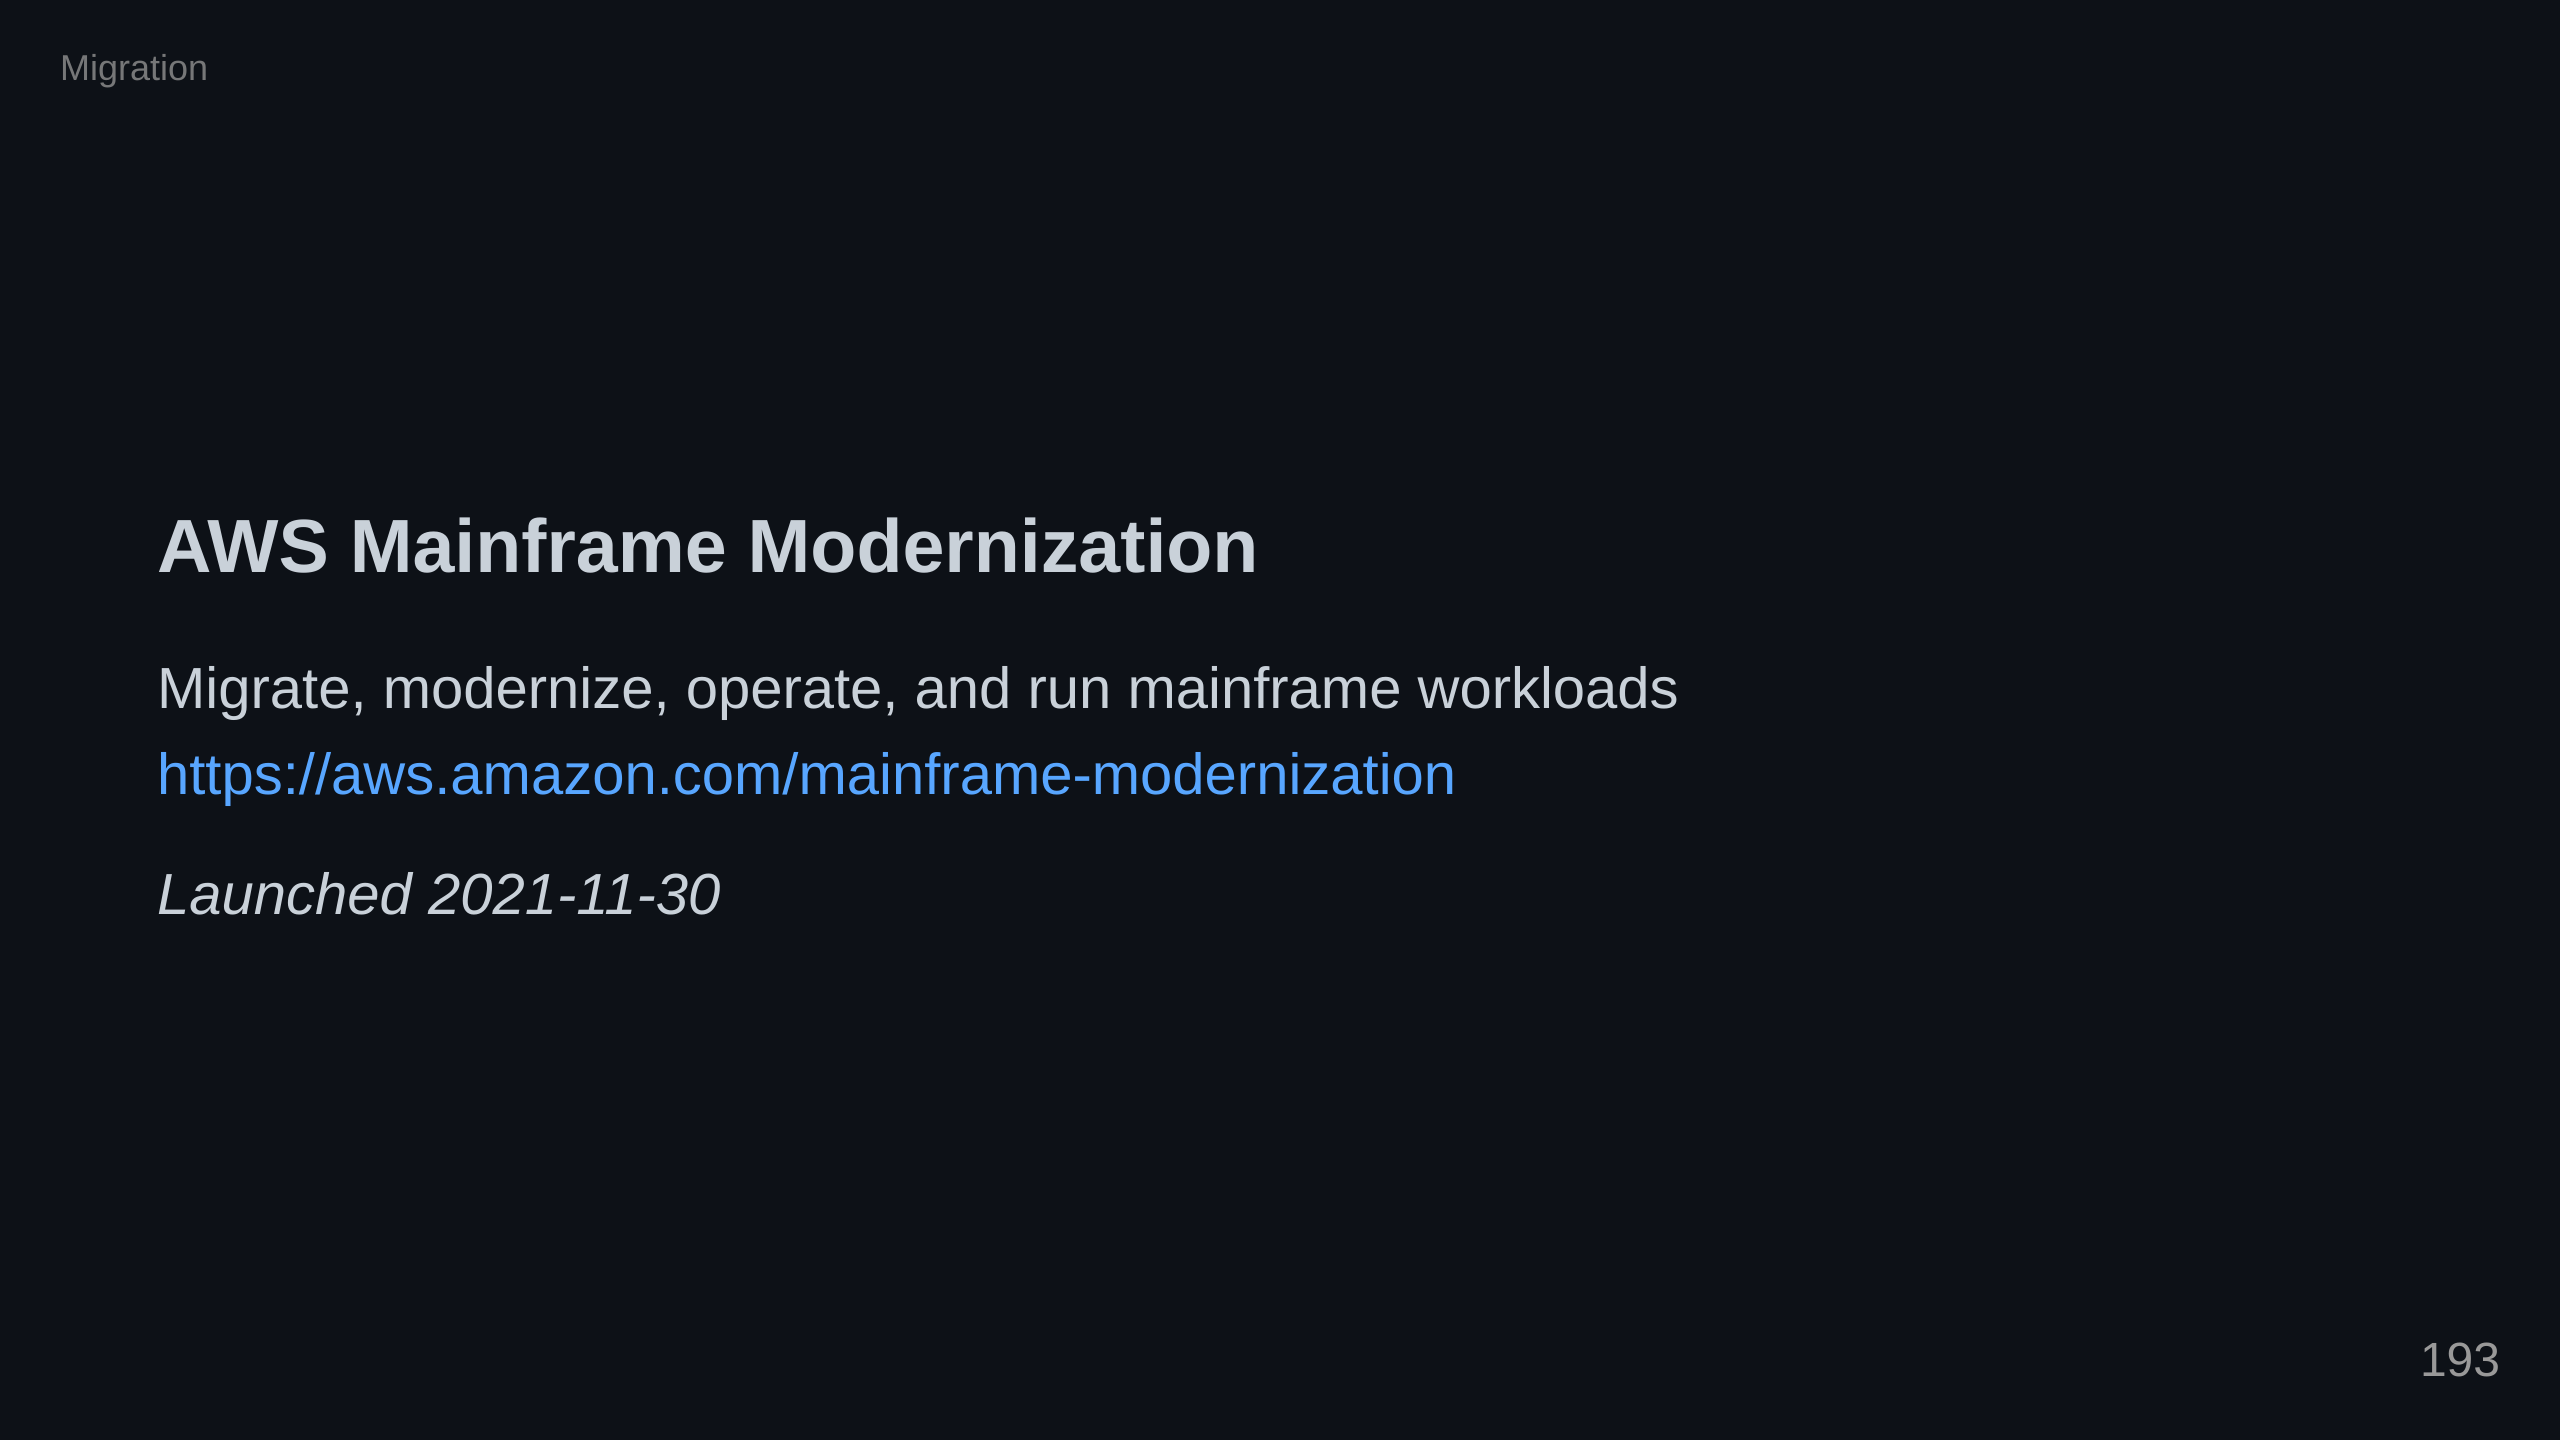 Migration
AWS Mainframe Modernization
Migrate, modernize, operate, and run mainframe workloads
https://aws.amazon.com/mainframe-modernization
Launched 2021-11-30
193